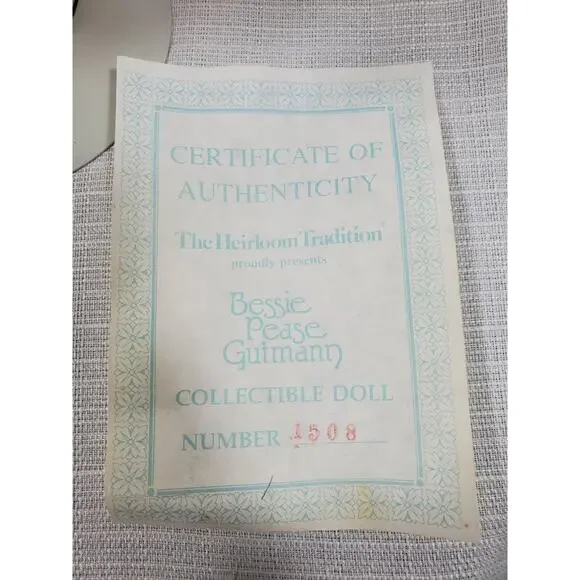 CERTIFICATE OF
AUTHENTICITY
"The Heirloom Tradition"
proudly presents
Bessie
Pease
Gutmann
COLLECTIBLE DOLL
NUMBER 1508